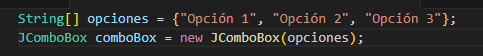 String[] opciones = {"Opción 1", "Opción 2", "Opción 3"};
JComboBox comboBox = new JComboBox(opciones);